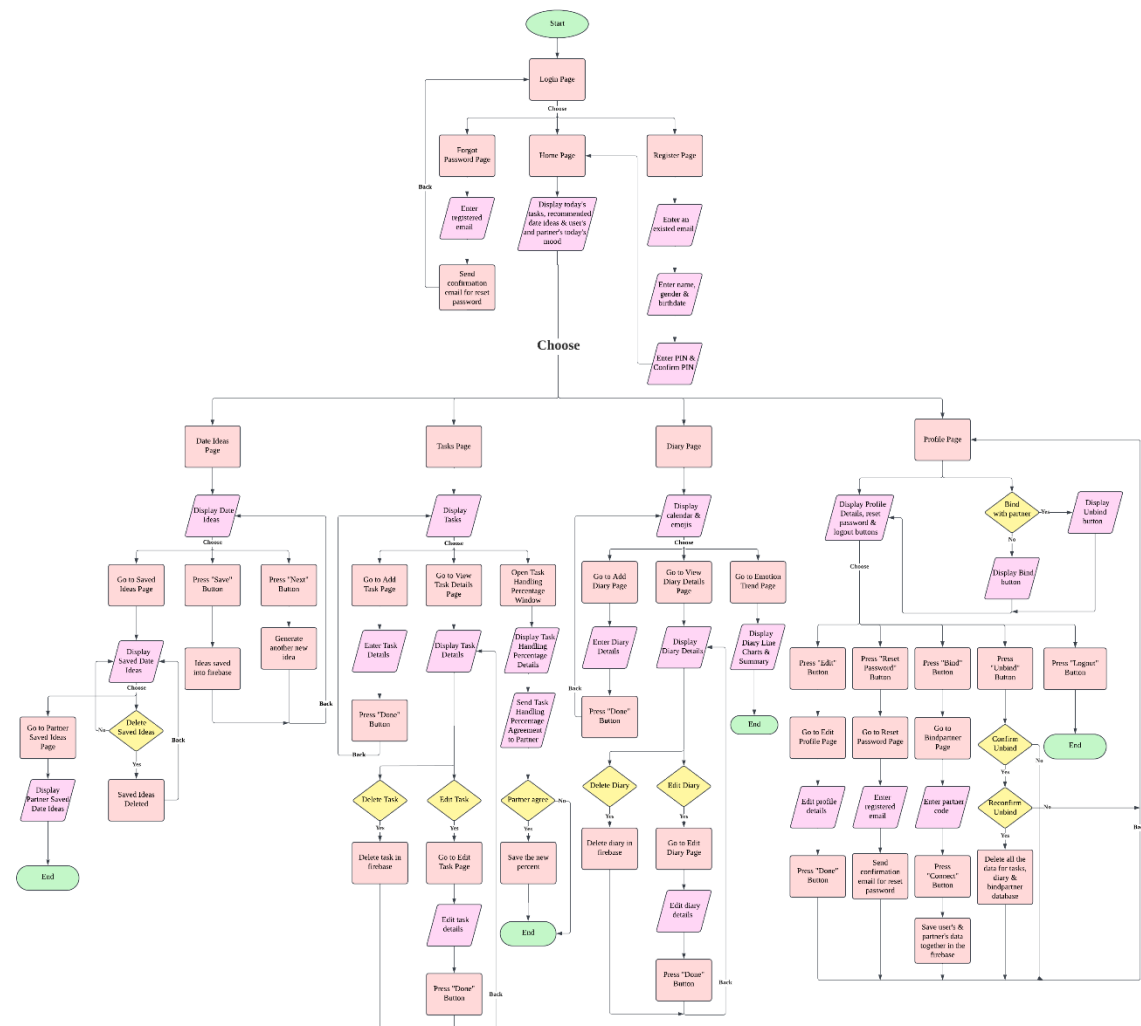 Start
Login Page
Choose
Forgot
Password Page
Home Page
Register Page
Back
Enter
registered
email
Display today's
tasks, recommended
date ideas & user's
and partner's today's
mood
Enter an
existed email
Send
confirmation
email for reset
password
Enter name,
gender &
birthdate
Choose
Enter PIN &
Confirm PIN
Date Ideas
Page
Tasks Page
Diary Page
Profile Page
Display Date
Ideas
Display
Tasks
Display
calendar &
emojis
Display Profile
Details, reset
password &
logout buttons
Bind
with partner
Yes
Display
Unbind
button
No
Display Bind
button
Choose
Choose
Choose
Choose
Go to Saved
Ideas Page
Press "Save"
Button
Press "Next"
Button
Go to Add
Task Page
Go to View
Task Details
Page
Open Task
Handling
Percentage
Window
Go to Add
Diary Page
Go to View
Diary Details
Page
Go to Emotion
Trend Page
Display
Saved Date
Ideas
Ideas saved
into firebase
Generate
another new
idea
Back
Enter Task
Details
Display Task
Details
Display Task
Handling
Percentage
Details
Enter Diary
Details
Display
Diary Details
Display
Diary Line
Charts &
Summary
Press "Edit"
Button
Press "Reset
Password"
Button
Press "Bind"
Button
Press
"Unbind"
Button
Press "Logout"
Button
Choose
Go to Partner
Saved Ideas
Page
No
Delete
Saved Ideas
Back
Yes
Press "Done"
Button
Back
Send Task
Handling
Percentage
Agreement
to Partner
Back
Press "Done"
Button
End
Go to Edit
Profile Page
Go to Reset
Password Page
Go to
Bindpartner
Page
Confirm
Unbind
No
Yes
End
Display
Partner Saved
Date Ideas
Saved Ideas
Deleted
Delete Task
Edit Task
Partner agree
No
Delete Diary
Edit Diary
Edit profile
details
Enter
registered
email
Enter partner
code
Reconfirm
Unbind
No
Yes
Yes
Yes
Yes
Yes
Yes
Yes
End
Delete task in
firebase
Go to Edit
Task Page
Save the new
percent
Delete diary in
firebase
Go to Edit
Diary Page
Press "Done"
Button
Send
confirmation
email for reset
password
Press
"Connect"
Button
Delete all the
data for tasks,
diary &
bindpartner
database
Edit task
details
End
Edit diary
details
Save user's &
partner's data
together in the
firebase
Press "Done"
Button
Back
Press "Done"
Button
Back